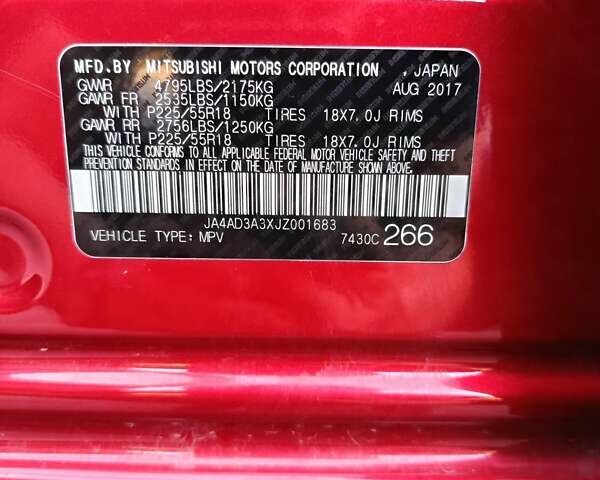 MFD.BY MITSUBISHI MOTORS CORPORATION , JAPAN
GVWR 4795LBS/2175KG AUG 2017
GAWR FR 2535LBS/1150KG
WITH P225/55R18 TIRES 18X7.0J RIMS
GAWR RR 2756LBS/1250KG
WITH P225/55R18 TIRES 18X7.0J RIMS
THIS VEHICLE CONFORMS TO ALL APPLICABLE FEDERAL MOTOR VEHICLE SAFETY AND THEFT
PREVENTION STANDARDS IN EFFECT ON THE DATE OF MANUFACTURE SHOWN ABOVE.
JA4AD3A3XJZ001683
VEHICLE TYPE: MPV 7430C 266